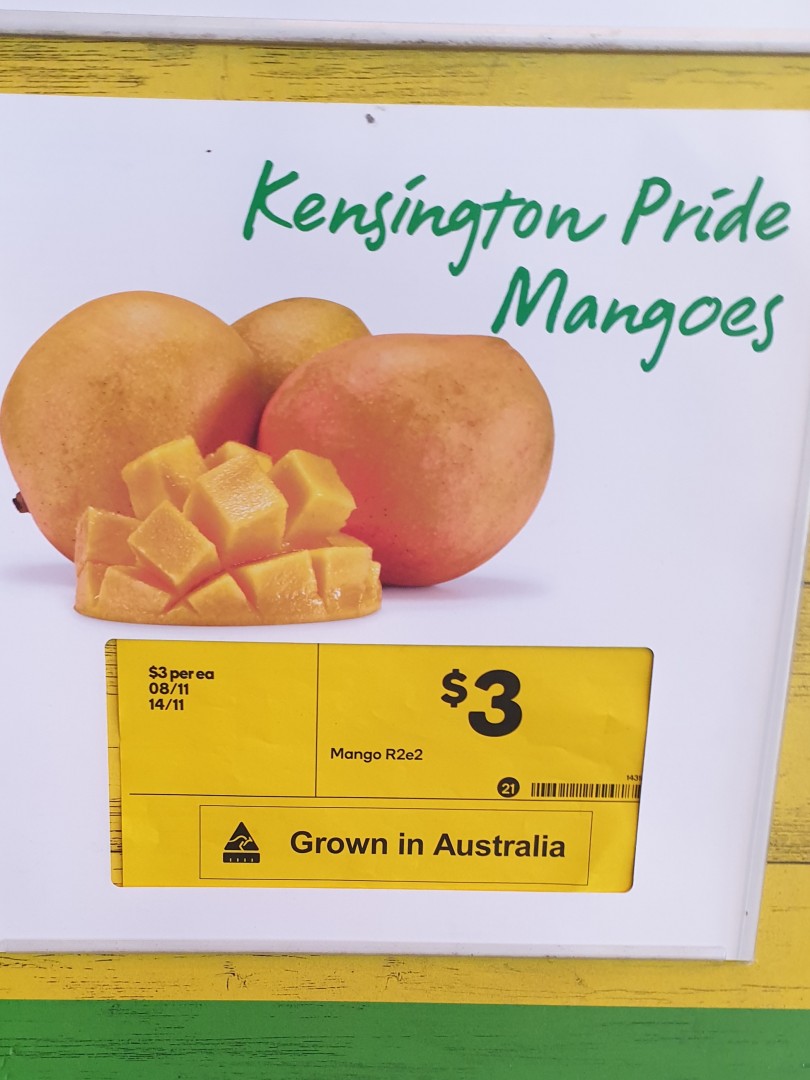 Kensington Pride
Mangoes
$3 per ea
08/11
14/11
$3
Mango R2e2
21
Grown in Australia